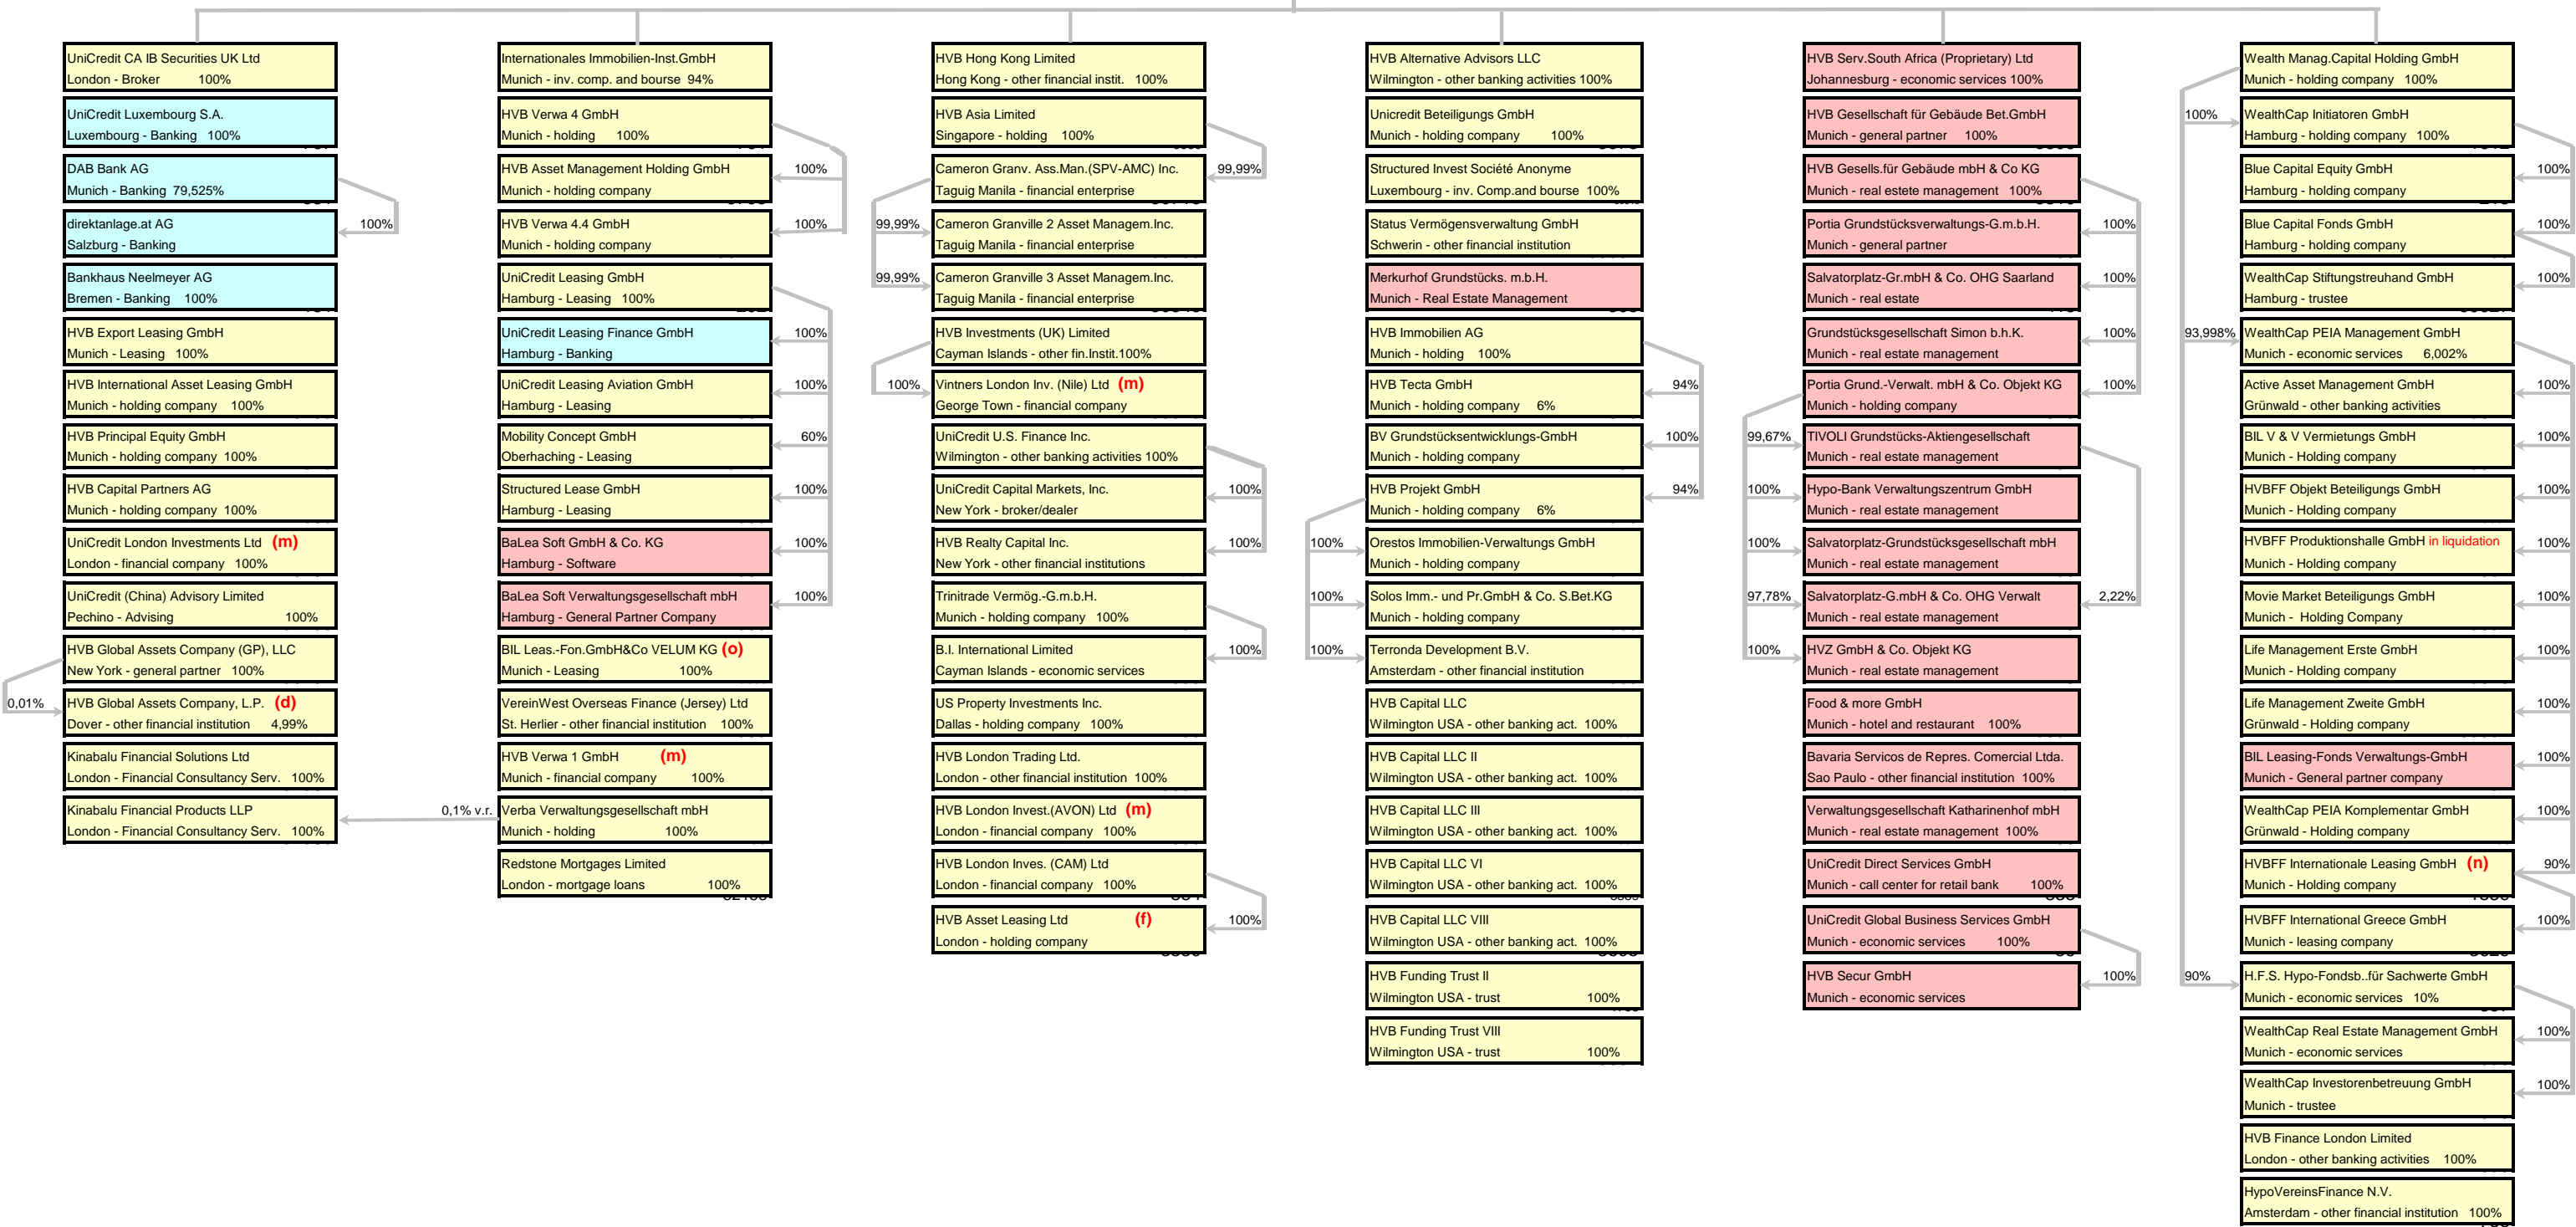 UniCredit CA IB Securities UK Ltd
London - Broker 100%
UniCredit Luxembourg S.A.
Luxembourg - Banking 100%
DAB Bank AG
Munich - Banking 79,525%
direktanlage.at AG
Salzburg - Banking
100%
Bankhaus Neelmeyer AG
Bremen - Banking 100%
HVB Export Leasing GmbH
Munich - Leasing 100%
HVB International Asset Leasing GmbH
Munich - holding company 100%
HVB Principal Equity GmbH
Munich - holding company 100%
HVB Capital Partners AG
Munich - holding company 100%
UniCredit London Investments Ltd (m)
London - financial company 100%
UniCredit (China) Advisory Limited
Pechino - Advising 100%
HVB Global Assets Company (GP), LLC
New York - general partner 100%
0,01%
HVB Global Assets Company, L.P. (d)
Dover - other financial institution 4,99%
Kinabalu Financial Solutions Ltd
London - Financial Consultancy Serv. 100%
Kinabalu Financial Products LLP
London - Financial Consultancy Serv. 100%
0,1% v.r.
Internationales Immobilien-Inst.GmbH
Munich - inv. comp. and bourse 94%
HVB Verwa 4 GmbH
Munich - holding 100%
HVB Asset Management Holding GmbH
Munich - holding company
100%
HVB Verwa 4.4 GmbH
Munich - holding company
100%
UniCredit Leasing GmbH
Hamburg - Leasing 100%
UniCredit Leasing Finance GmbH
Hamburg - Banking
100%
UniCredit Leasing Aviation GmbH
Hamburg - Leasing
100%
Mobility Concept GmbH
Oberhaching - Leasing
60%
Structured Lease GmbH
Hamburg - Leasing
100%
BaLea Soft GmbH & Co. KG
Hamburg - Software
100%
BaLea Soft Verwaltungsgesellschaft mbH
Hamburg - General Partner Company
100%
BIL Leas.-Fon.GmbH&Co VELUM KG (o)
Munich - Leasing 100%
VereinWest Overseas Finance (Jersey) Ltd
St. Herlier - other financial institution 100%
HVB Verwa 1 GmbH (m)
Munich - financial company 100%
Verba Verwaltungsgesellschaft mbH
Munich - holding 100%
Redstone Mortgages Limited
London - mortgage loans 100%
HVB Hong Kong Limited
Hong Kong - other financial instit. 100%
HVB Asia Limited
Singapore - holding 100%
Cameron Granv. Ass.Man.(SPV-AMC) Inc.
Taguig Manila - financial enterprise
99,99%
99,99%
Cameron Granville 2 Asset Managem.Inc.
Taguig Manila - financial enterprise
99,99%
Cameron Granville 3 Asset Managem.Inc.
Taguig Manila - financial enterprise
HVB Investments (UK) Limited
Cayman Islands - other fin.Instit.100%
100%
Vintners London Inv. (Nile) Ltd (m)
George Town - financial company
UniCredit U.S. Finance Inc.
Wilmington - other banking activities 100%
UniCredit Capital Markets, Inc.
New York - broker/dealer
100%
HVB Realty Capital Inc.
New York - other financial institutions
100%
Trinitrade Vermög.-G.m.b.H.
Munich - holding company 100%
B.I. International Limited
Cayman Islands - economic services
100%
US Property Investments Inc.
Dallas - holding company 100%
HVB London Trading Ltd.
London - other financial institution 100%
HVB London Invest.(AVON) Ltd (m)
London - financial company 100%
HVB London Inves. (CAM) Ltd
London - financial company 100%
HVB Asset Leasing Ltd (f)
London - holding company
100%
HVB Alternative Advisors LLC
Wilmington - other banking activities 100%
Unicredit Beteiligungs GmbH
Munich - holding company 100%
Structured Invest Société Anonyme
Luxembourg - inv. Comp.and bourse 100%
Status Vermögensverwaltung GmbH
Schwerin - other financial institution
Merkurhof Grundstücks. m.b.H.
Munich - Real Estate Management
HVB Immobilien AG
Munich - holding 100%
HVB Tecta GmbH
Munich - holding company 6%
94%
BV Grundstücksentwicklungs-GmbH
Munich - holding company
100%
HVB Projekt GmbH
Munich - holding company 6%
94%
100%
Orestos Immobilien-Verwaltungs GmbH
Munich - holding company
100%
Solos Imm.- und Pr.GmbH & Co. S.Bet.KG
Munich - holding company
100%
Terronda Development B.V.
Amsterdam - other financial institution
HVB Capital LLC
Wilmington USA - other banking act. 100%
HVB Capital LLC II
Wilmington USA - other banking act. 100%
HVB Capital LLC III
Wilmington USA - other banking act. 100%
HVB Capital LLC VI
Wilmington USA - other banking act. 100%
HVB Capital LLC VIII
Wilmington USA - other banking act. 100%
HVB Funding Trust II
Wilmington USA - trust 100%
HVB Funding Trust VIII
Wilmington USA - trust 100%
HVB Serv.South Africa (Proprietary) Ltd
Johannesburg - economic services 100%
HVB Gesellschaft für Gebäude Bet.GmbH
Munich - general partner 100%
HVB Gesells.für Gebäude mbH & Co KG
Munich - real estate management 100%
Portia Grundstücksverwaltungs-G.m.b.H.
Munich - general partner
100%
Salvatorplatz-Gr.mbH & Co. OHG Saarland
Munich - real estate
100%
Grundstücksgesellschaft Simon b.h.K.
Munich - real estate management
100%
Portia Grund.-Verwalt. mbH & Co. Objekt KG
Munich - holding company
100%
99,67%
TIVOLI Grundstücks-Aktiengesellschaft
Munich - real estate management
100%
Hypo-Bank Verwaltungszentrum GmbH
Munich - real estate management
100%
Salvatorplatz-Grundstücksgesellschaft mbH
Munich - real estate management
97,78%
Salvatorplatz-G.mbH & Co. OHG Verwalt
Munich - real estate management
2,22%
100%
HVZ GmbH & Co. Objekt KG
Munich - real estate management
Food & more GmbH
Munich - hotel and restaurant 100%
Bavaria Servicos de Repres. Comercial Ltda.
Sao Paulo - other financial institution 100%
Verwaltungsgesellschaft Katharinenhof mbH
Munich - real estate management 100%
UniCredit Direct Services GmbH
Munich - call center for retail bank 100%
UniCredit Global Business Services GmbH
Munich - economic services 100%
HVB Secur GmbH
Munich - economic services
100%
Wealth Manag.Capital Holding GmbH
Munich - holding company 100%
100%
WealthCap Initiatoren GmbH
Hamburg - holding company 100%
Blue Capital Equity GmbH
Hamburg - holding company
100%
Blue Capital Fonds GmbH
Hamburg - holding company
100%
WealthCap Stiftungstreuhand GmbH
Hamburg - trustee
100%
93,998%
WealthCap PEIA Management GmbH
Munich - economic services 6,002%
Active Asset Management GmbH
Grünwald - other banking activities
100%
BIL V & V Vermietungs GmbH
Munich - Holding company
100%
HVBFF Objekt Beteiligungs GmbH
Munich - Holding company
100%
HVBFF Produktionshalle GmbH in liquidation
Munich - Holding company
100%
Movie Market Beteiligungs GmbH
Munich - Holding Company
100%
Life Management Erste GmbH
Munich - Holding company
100%
Life Management Zweite GmbH
Grünwald - Holding company
100%
BIL Leasing-Fonds Verwaltungs-GmbH
Munich - General partner company
100%
WealthCap PEIA Komplementar GmbH
Grünwald - Holding company
100%
HVBFF Internationale Leasing GmbH (n)
Munich - Holding company
90%
HVBFF International Greece GmbH
Munich - leasing company
100%
90%
H.F.S. Hypo-Fondsb..für Sachwerte GmbH
Munich - economic services 10%
WealthCap Real Estate Management GmbH
Munich - economic services
100%
WealthCap Investorenbetreuung GmbH
Munich - trustee
100%
HVB Finance London Limited
London - other banking activities 100%
HypoVereinsFinance N.V.
Amsterdam - other financial institution 100%